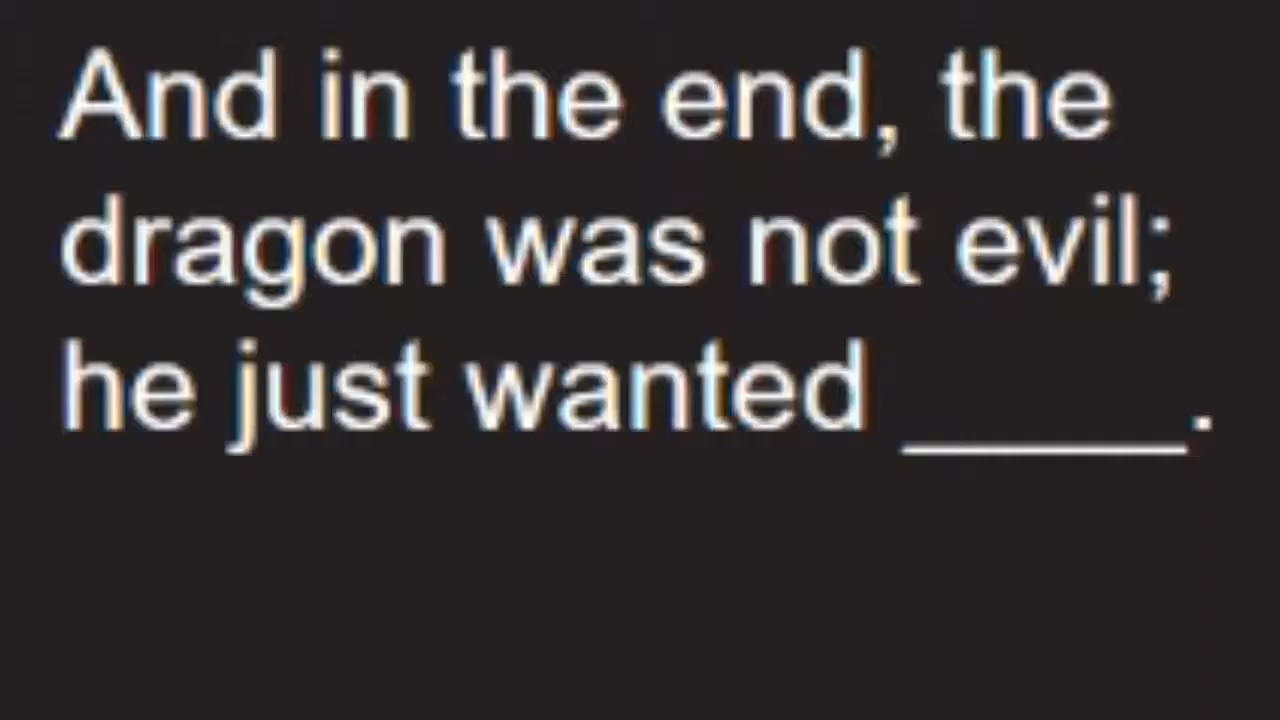 And in the end, the
dragon was not evil;
he just wanted _____.